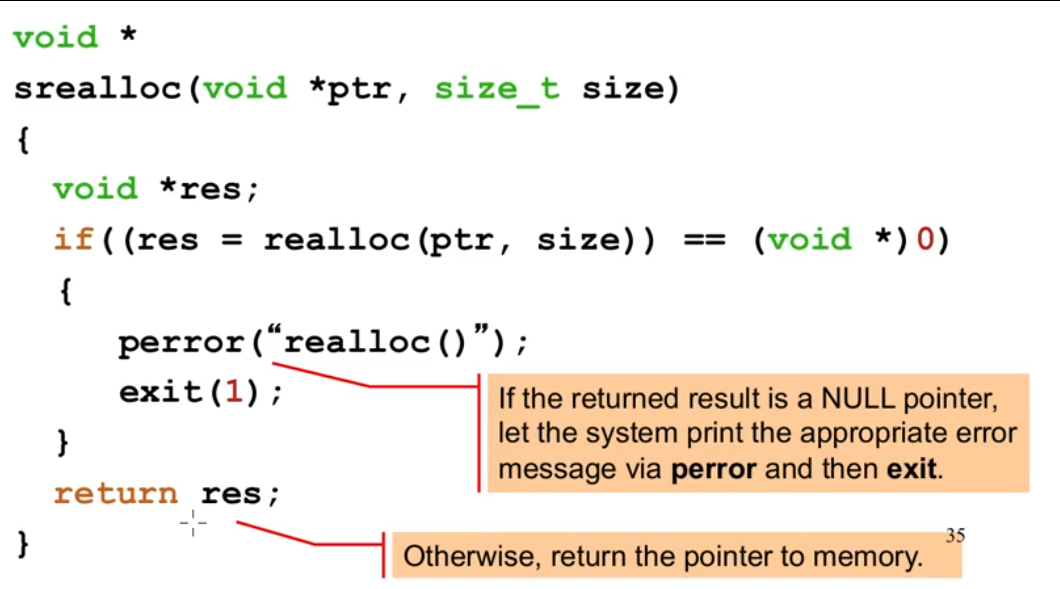 void *
srealloc(void *ptr, size_t size)
{
void *res;
if((res = realloc(ptr, size)) == (void *)0)
{
perror(“realloc()”);
exit(1);
If the returned result is a NULL pointer,
let the system print the appropriate error
message via perror and then exit.
}
return res;
}
35
Otherwise, return the pointer to memory.